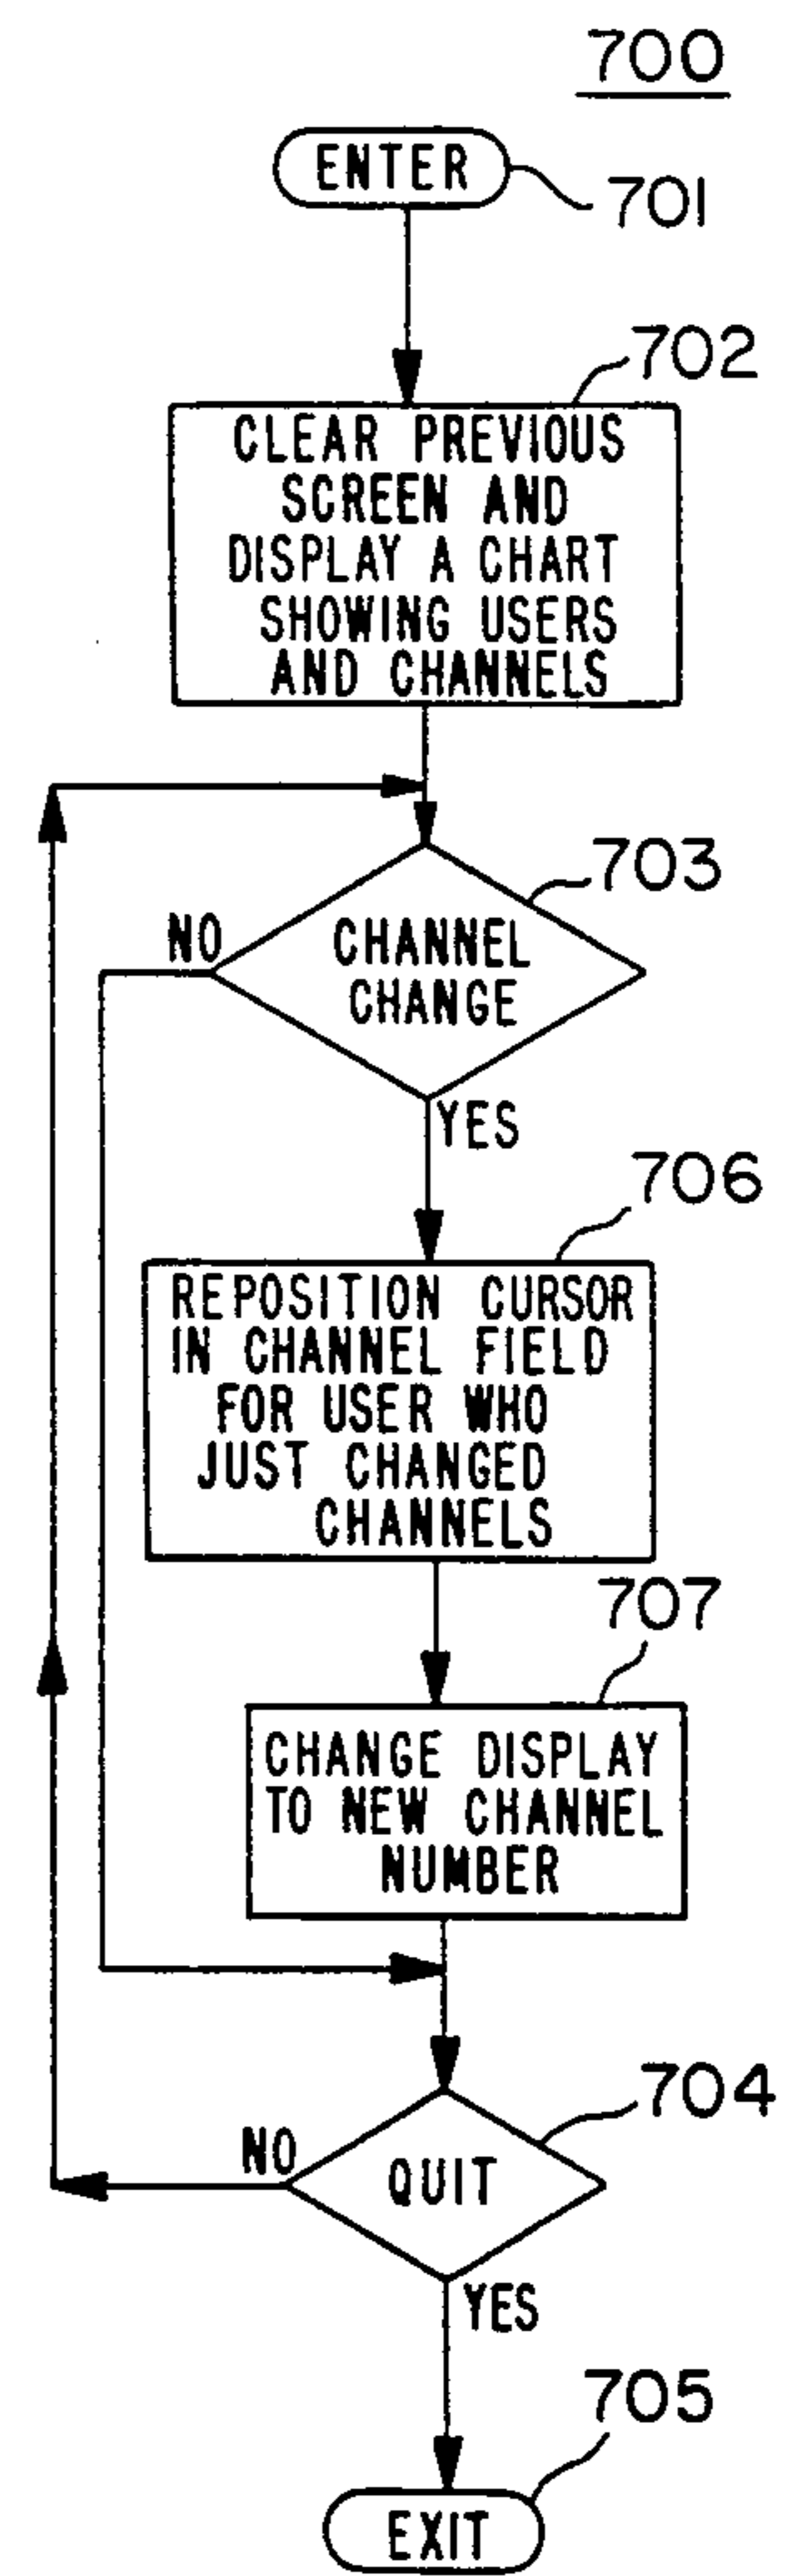 700
ENTER
701
702
CLEAR PREVIOUS
SCREEN AND
DISPLAY A CHART
SHOWING USERS
AND CHANNELS
703
NO
CHANNEL
CHANGE
YES
706
REPOSITION CURSOR
IN CHANNEL FIELD
FOR USER WHO
JUST CHANGED
CHANNELS
707
CHANGE DISPLAY
TO NEW CHANNEL
NUMBER
704
NO
QUIT
YES
705
EXIT